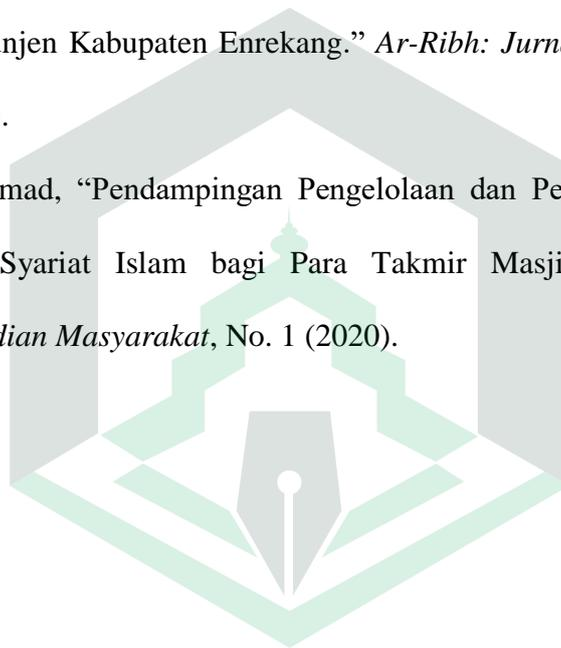 njen Kabupaten Enrekang.” Ar-Ribh: Jurn
.
mad, “Pendampingan Pengelolaan dan Pe
Syariat Islam bagi Para Takmir Masji
dian Masyarakat, No. 1 (2020).